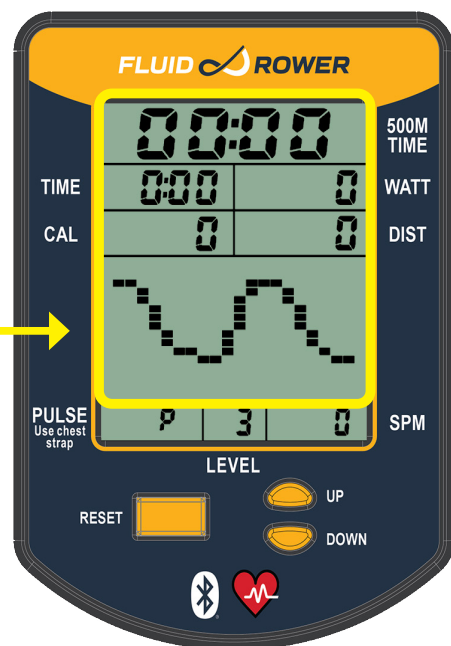 FLUID ROWER
00:00
500M
TIME
TIME
0:00
0
WATT
CAL
0
0
DIST
PULSE
Use chest
strap
P
3
0
SPM
LEVEL
RESET
UP
DOWN